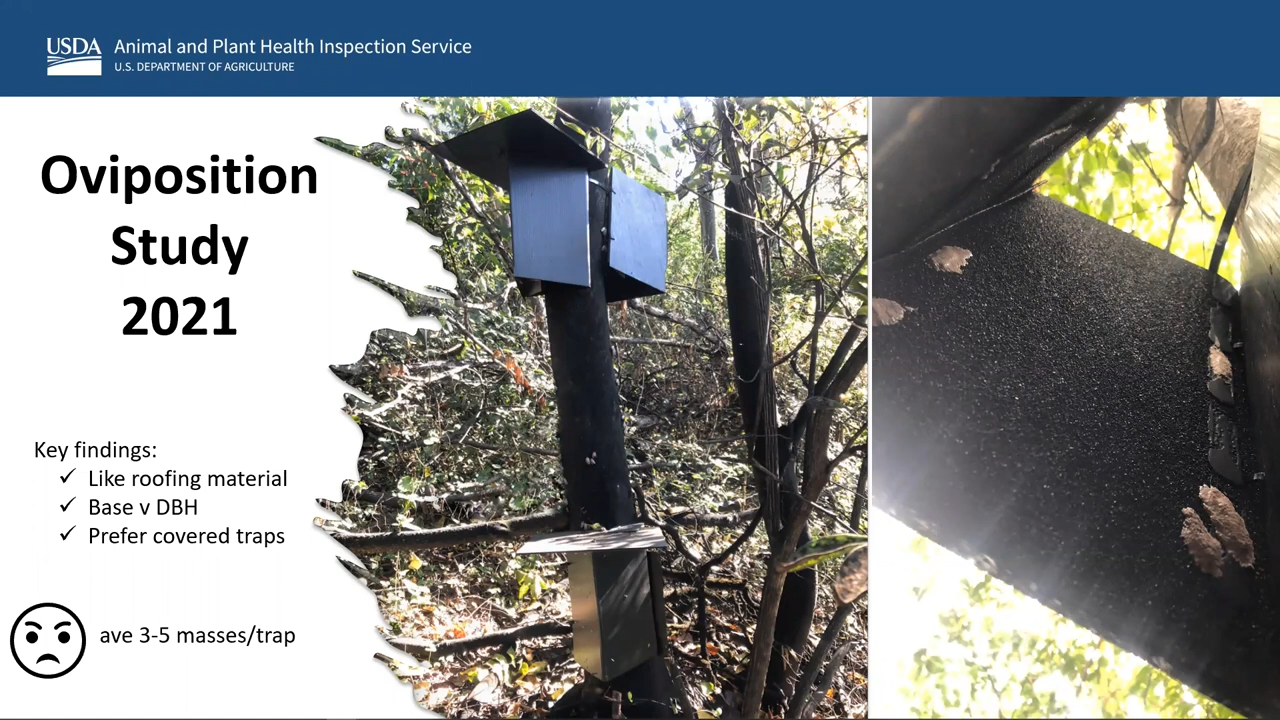 USDA
Animal and Plant Health Inspection Service
U.S. DEPARTMENT OF AGRICULTURE
Oviposition
Study
2021
Key findings:
✓ Like roofing material
✓ Base v DBH
✓ Prefer covered traps
ave 3-5 masses/trap